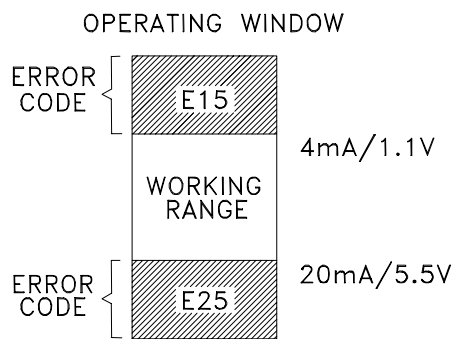 OPERATING WINDOW
ERROR
CODE
E15
4mA/1.1V
WORKING
RANGE
20mA/5.5V
ERROR
CODE
E25